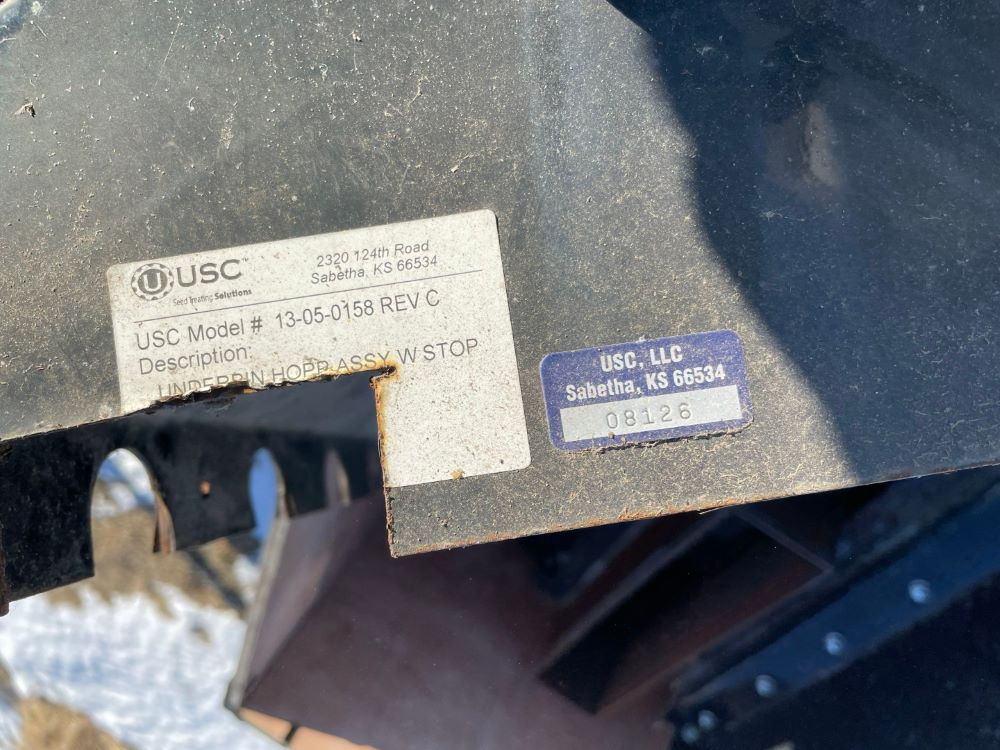 USC™
Seed Treating Solutions
2320 124th Road
Sabetha, KS 66534
USC Model # 13-05-0158 REV C
Description:
UNDERBIN HOPP ASSY W STOP
USC, LLC
Sabetha, KS 66534
08126